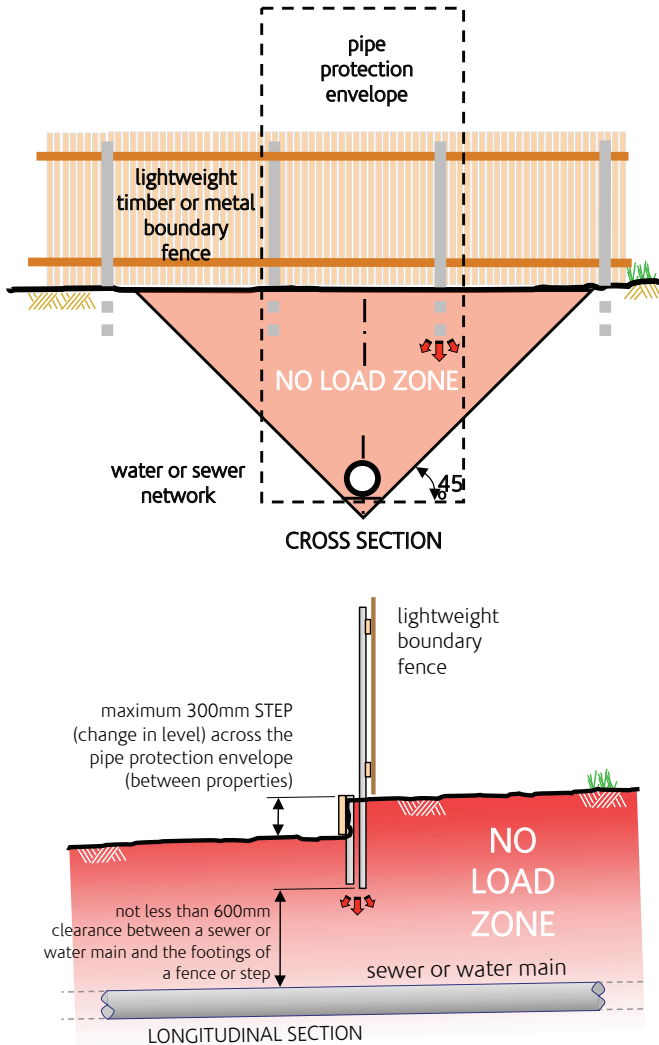 pipe
protection
envelope
lightweight
timber or metal
boundary
fence
NO LOAD ZONE
water or sewer
network
45°
CROSS SECTION
lightweight
boundary
fence
maximum 300mm STEP
(change in level) across the
pipe protection envelope
(between properties)
NO
LOAD
ZONE
not less than 600mm
clearance between a sewer or
water main and the footings of
a fence or step
sewer or water main
LONGITUDINAL SECTION